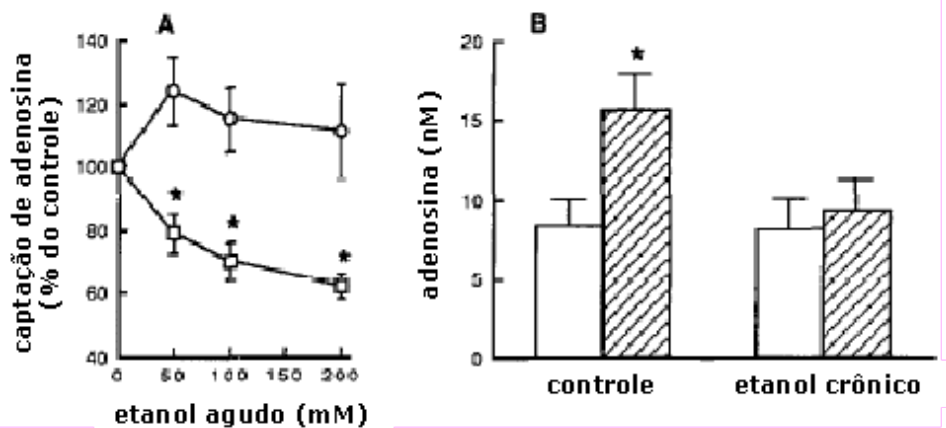 A
captação de adenosina
(% do controle)
140
120
100
80
60
40
* * *
0 50 100 150 200
etanol agudo (mM)
B
adenosina (nM)
20
15
10
5
0
*
controle etanol crônico